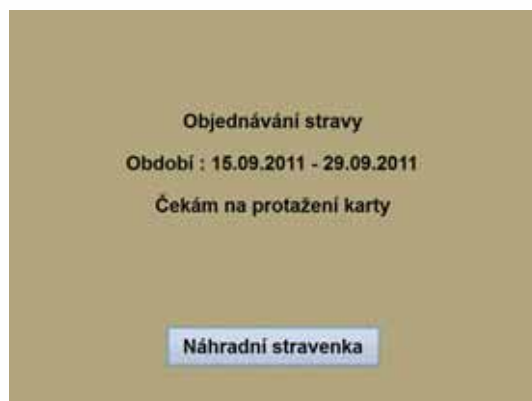 Objednávání stravy
Období : 15.09.2011 - 29.09.2011
Čekám na protažení karty
Náhradní stravenka